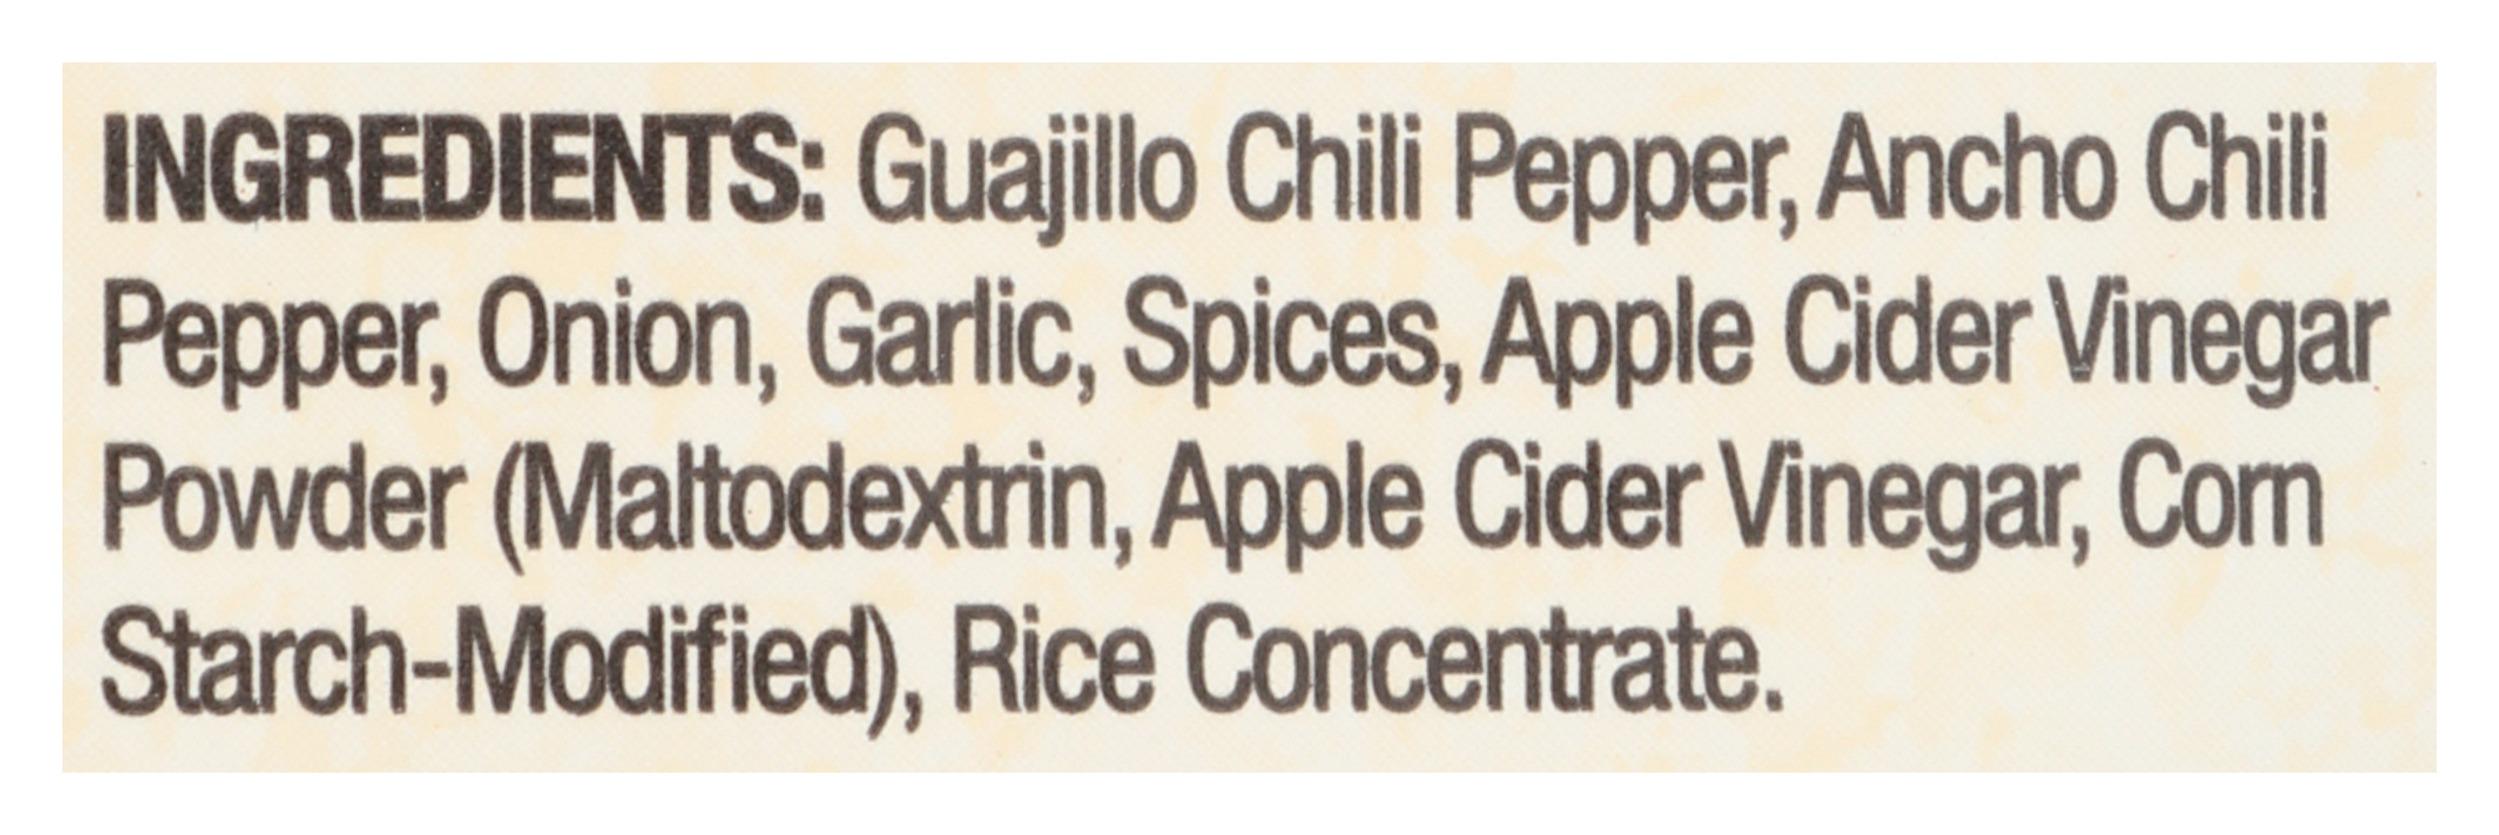 INGREDIENTS: Guajillo Chili Pepper, Ancho Chili
Pepper, Onion, Garlic, Spices, Apple Cider Vinegar
Powder (Maltodextrin, Apple Cider Vinegar, Corn
Starch-Modified), Rice Concentrate.